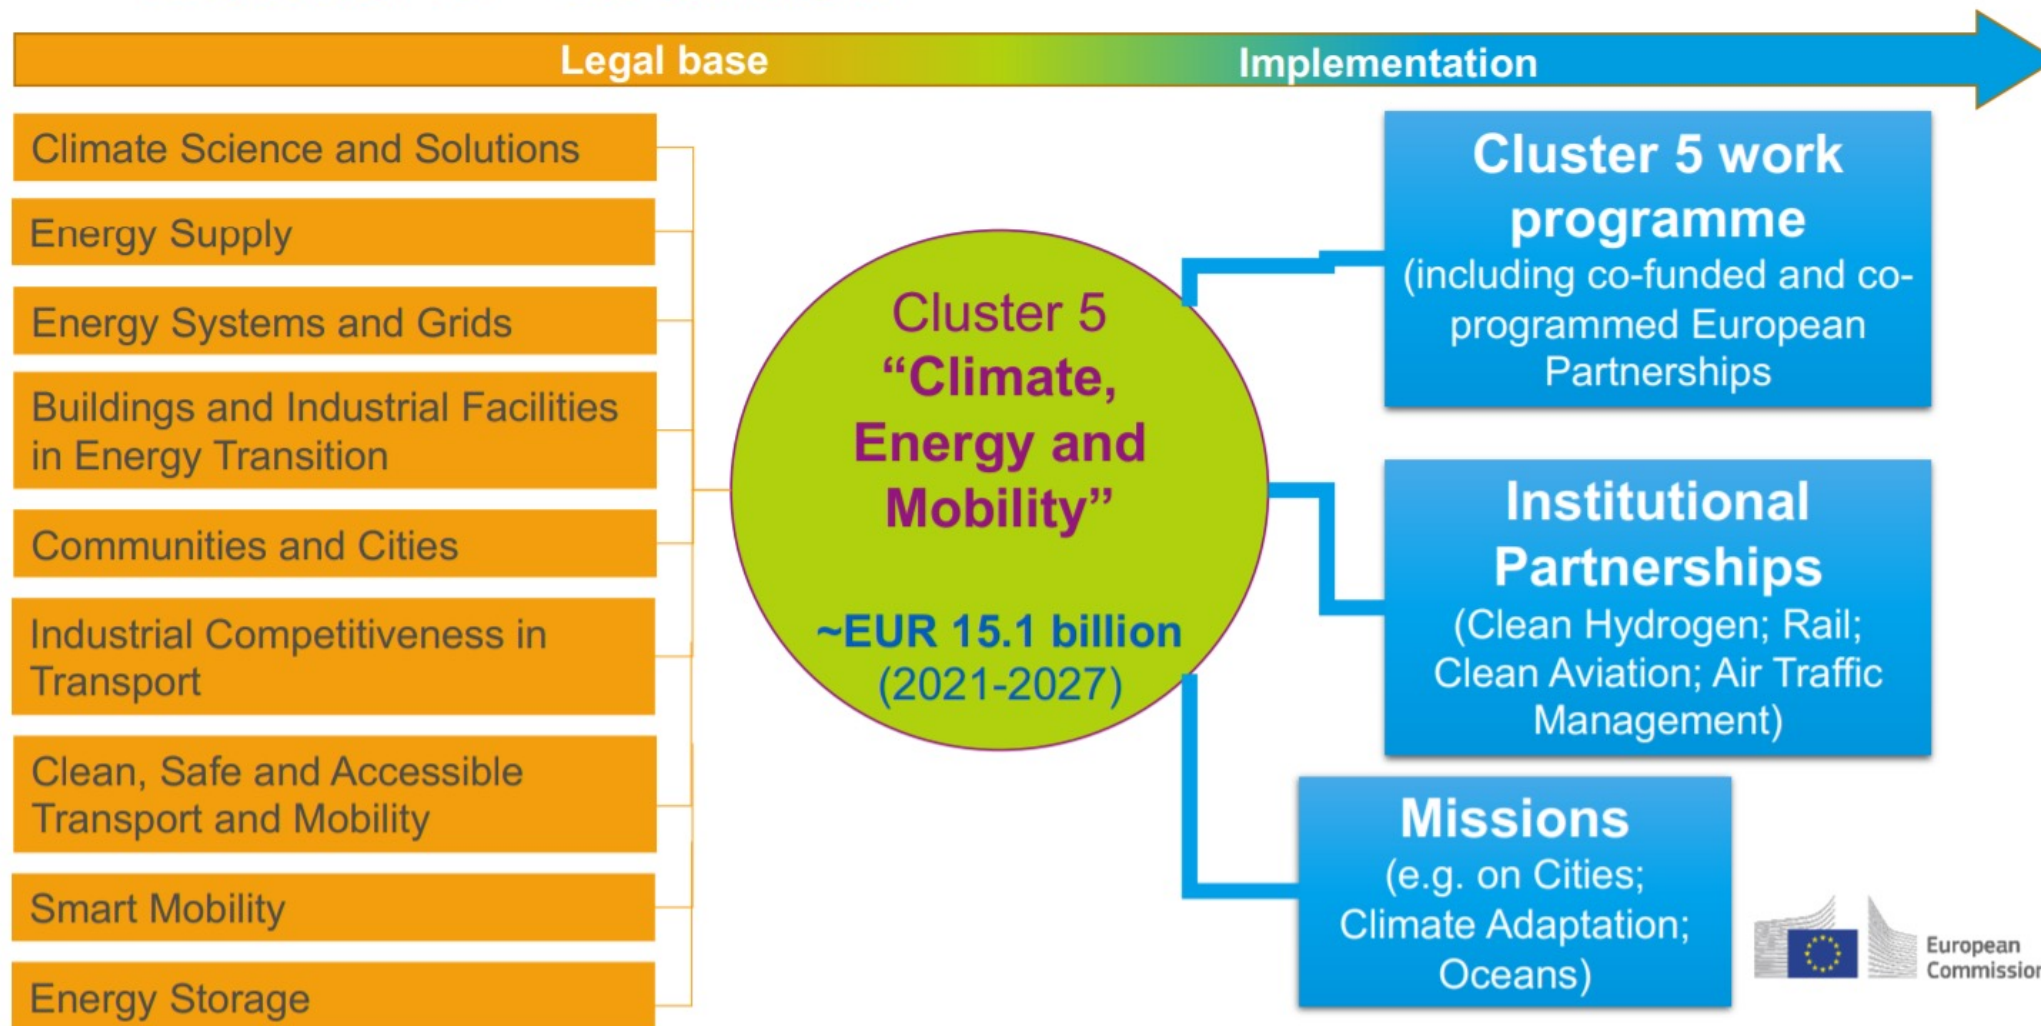 Legal base
Implementation
Climate Science and Solutions
Energy Supply
Energy Systems and Grids
Buildings and Industrial Facilities
in Energy Transition
Communities and Cities
Industrial Competitiveness in
Transport
Clean, Safe and Accessible
Transport and Mobility
Smart Mobility
Energy Storage
Cluster 5
“Climate,
Energy and
Mobility”
~EUR 15.1 billion
(2021-2027)
Cluster 5 work
programme
(including co-funded and co-
programmed European
Partnerships
Institutional
Partnerships
(Clean Hydrogen; Rail;
Clean Aviation; Air Traffic
Management)
Missions
(e.g. on Cities;
Climate Adaptation;
Oceans)
European
Commission